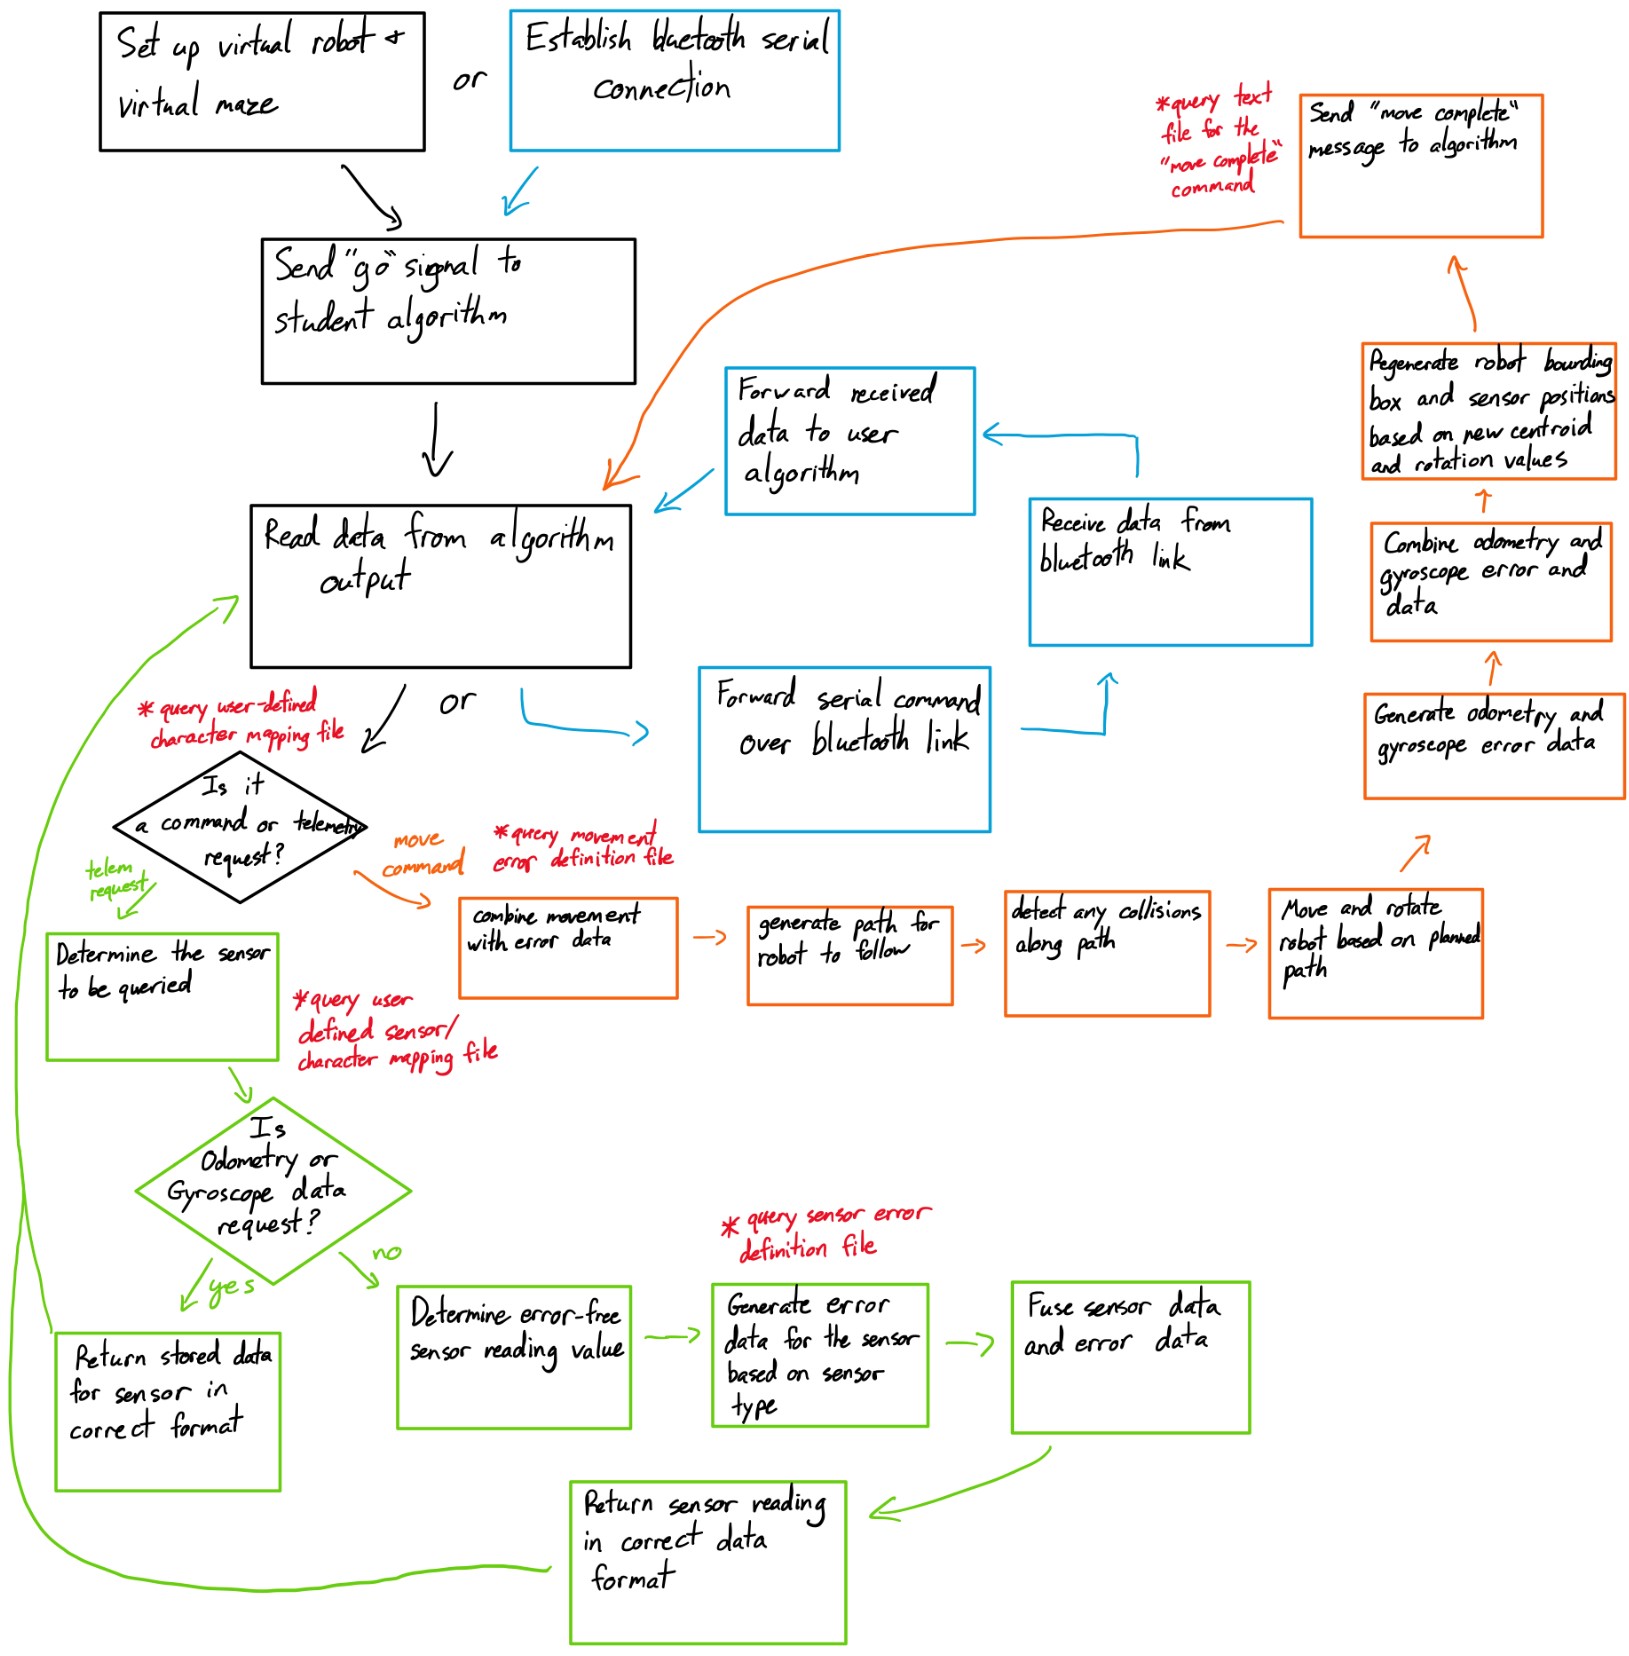 Set up virtual robot +
virtual maze
or
Establish bluetooth serial
connection
*query text
file for the
"move complete"
command
Send "move complete"
message to algorithm
Send "go" signal to
student algorithm
Forward received
data to user
algorithm
Regenerate robot bounding
box and sensor positions
based on new centroid
and rotation values
Read data from algorithm
output
Receive data from
bluetooth link
Combine odometry and
gyroscope error and
data
*query user-defined
character mapping file
or
Forward serial command
over bluetooth link
Generate odometry and
gyroscope error data
Is it
a command or telemetry
request?
telem
request
move
command
*query movement
error definition file
combine movement
with error data
generate path for
robot to follow
detect any collisions
along path
Move and rotate
robot based on planned
path
Determine the sensor
to be queried
*query user
defined sensor/
character mapping file
Is
Odometry or
Gyroscope data
request?
yes
no
*query sensor error
definition file
Return stored data
for sensor in
correct format
Determine error-free
sensor reading value
Generate error
data for the sensor
based on sensor
type
Fuse sensor data
and error data
Return sensor reading
in correct data
format